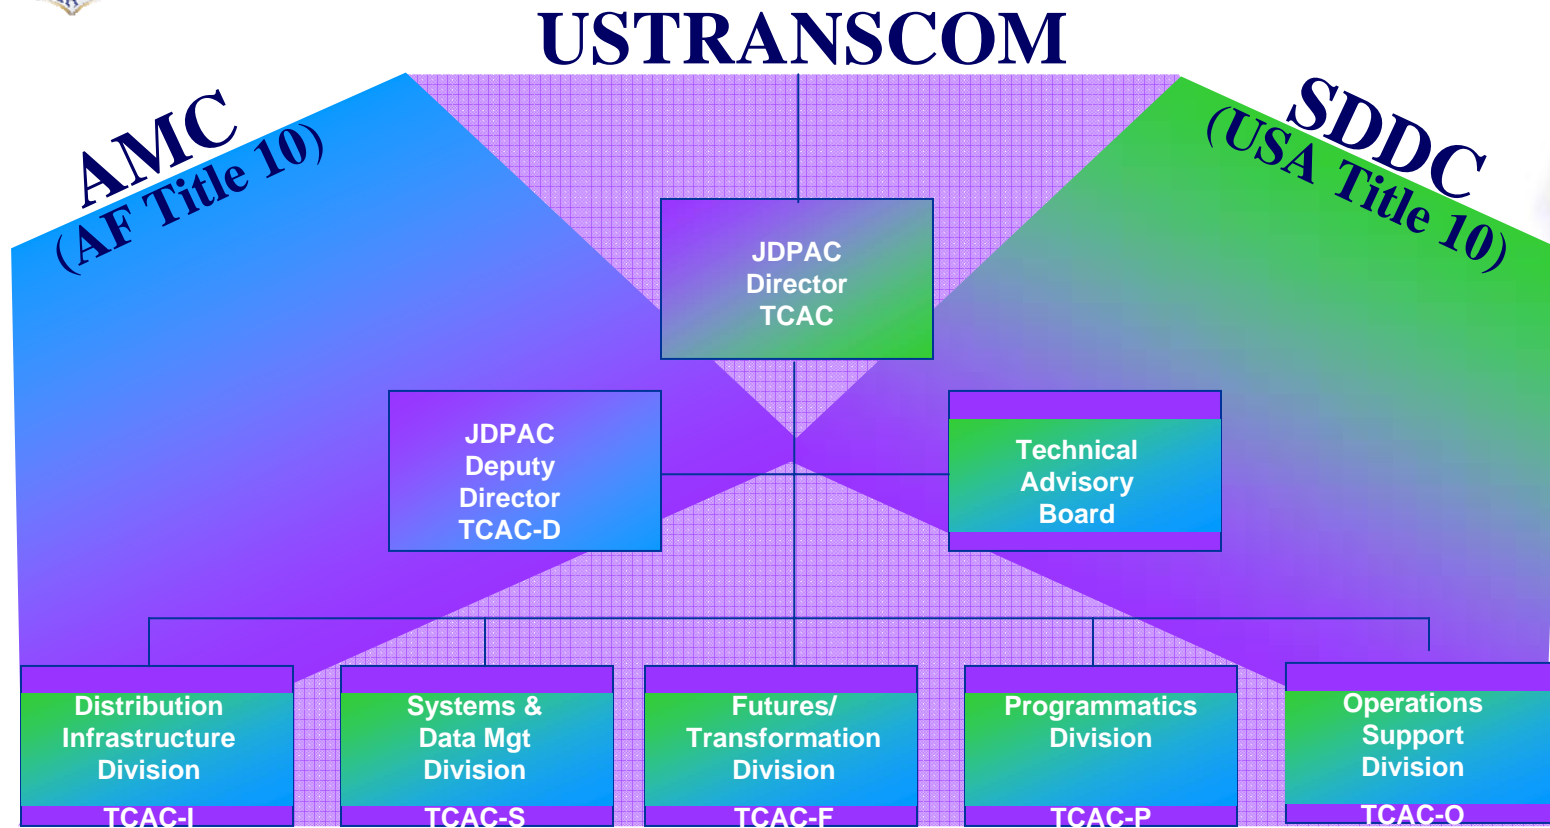 USTRANSCOM
AMC
(AF Title 10)
SDDC
(USA Title 10)
JDPAC
Director
TCAC
JDPAC
Deputy
Director
TCAC-D
Technical
Advisory
Board
Distribution
Infrastructure
Division
TCAC-I
Systems &
Data Mgt
Division
TCAC-S
Futures/
Transformation
Division
TCAC-F
Programmatics
Division
TCAC-P
Operations
Support
Division
TCAC-O